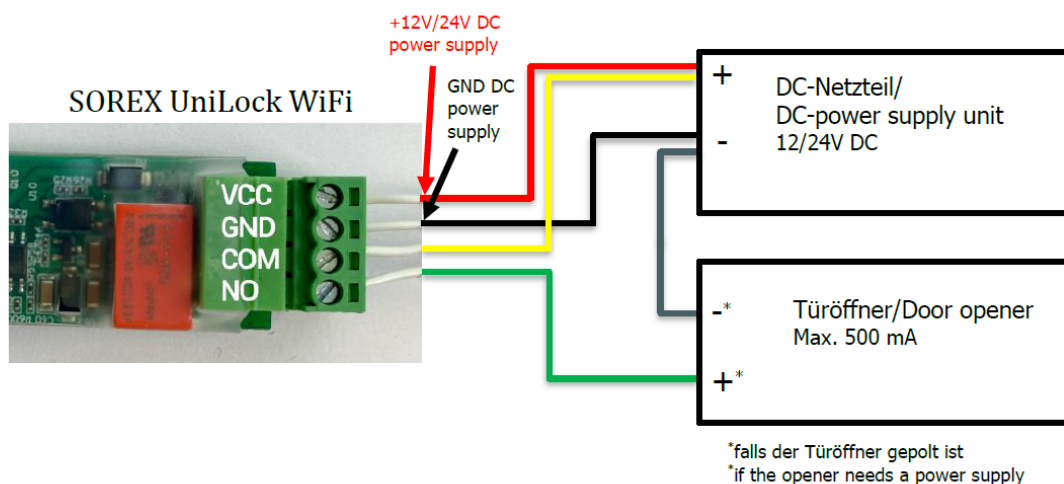 +12V/24V DC
power supply
GND DC
power
supply
SOREX UniLock WiFi
VCC
GND
COM
NO
+
DC-Netzteil/
DC-power supply unit
12/24V DC
-
-*
Türöffner/Door opener
Max. 500 mA
+*
*falls der Türöffner gepolt ist
*if the opener needs a power supply